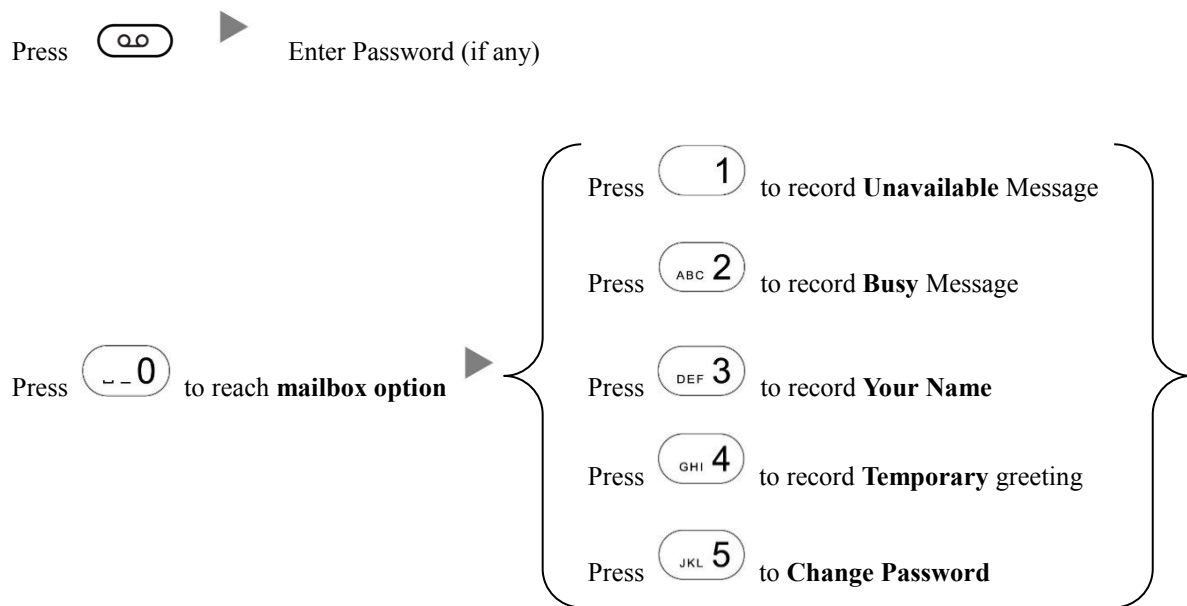 Press Enter Password (if any)
Press 1 to record Unavailable Message
Press ABC 2 to record Busy Message
Press _ 0 to reach mailbox option
Press DEF 3 to record Your Name
Press GHI 4 to record Temporary greeting
Press JKL 5 to Change Password